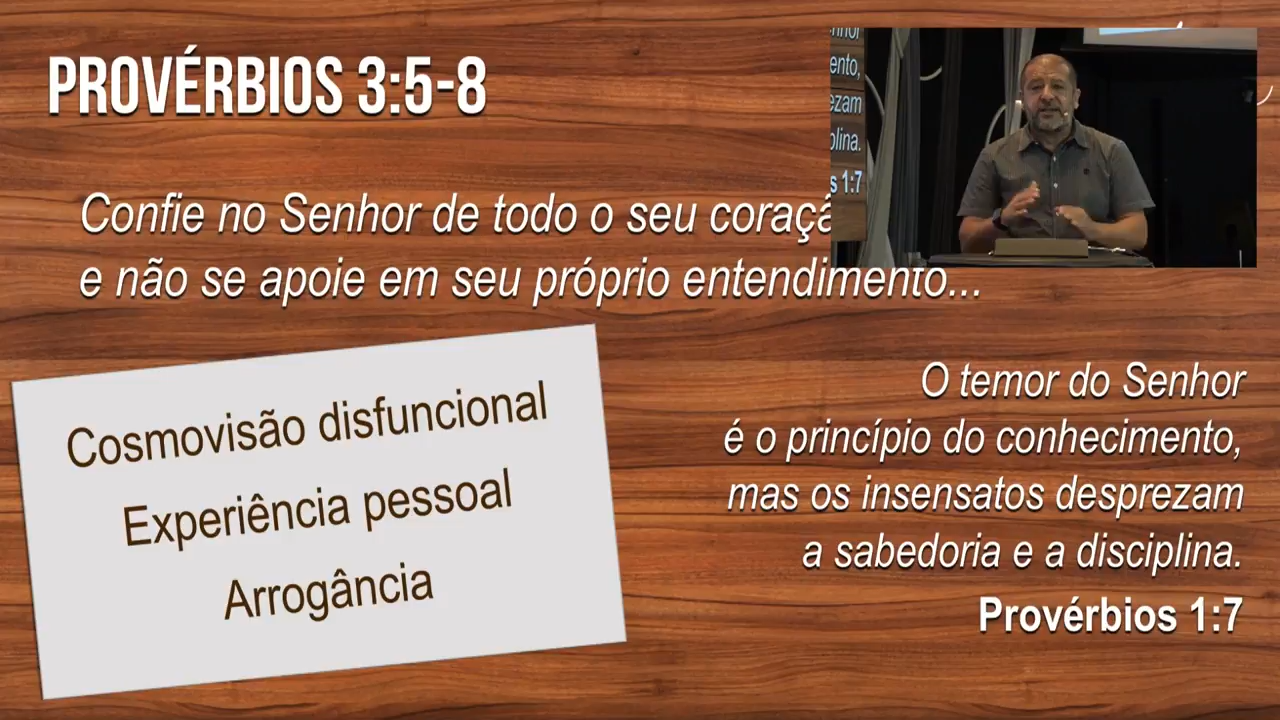 PROVÉRBIOS 3:5-8
Confie no Senhor de todo o seu
e não se apoie em seu próprio entendimento...
Cosmovisão disfuncional
Experiência pessoal
Arrogância
O temor do Senhor
é o princípio do conhecimento,
mas os insensatos desprezam
a sabedoria e a disciplina.
Provérbios 1:7